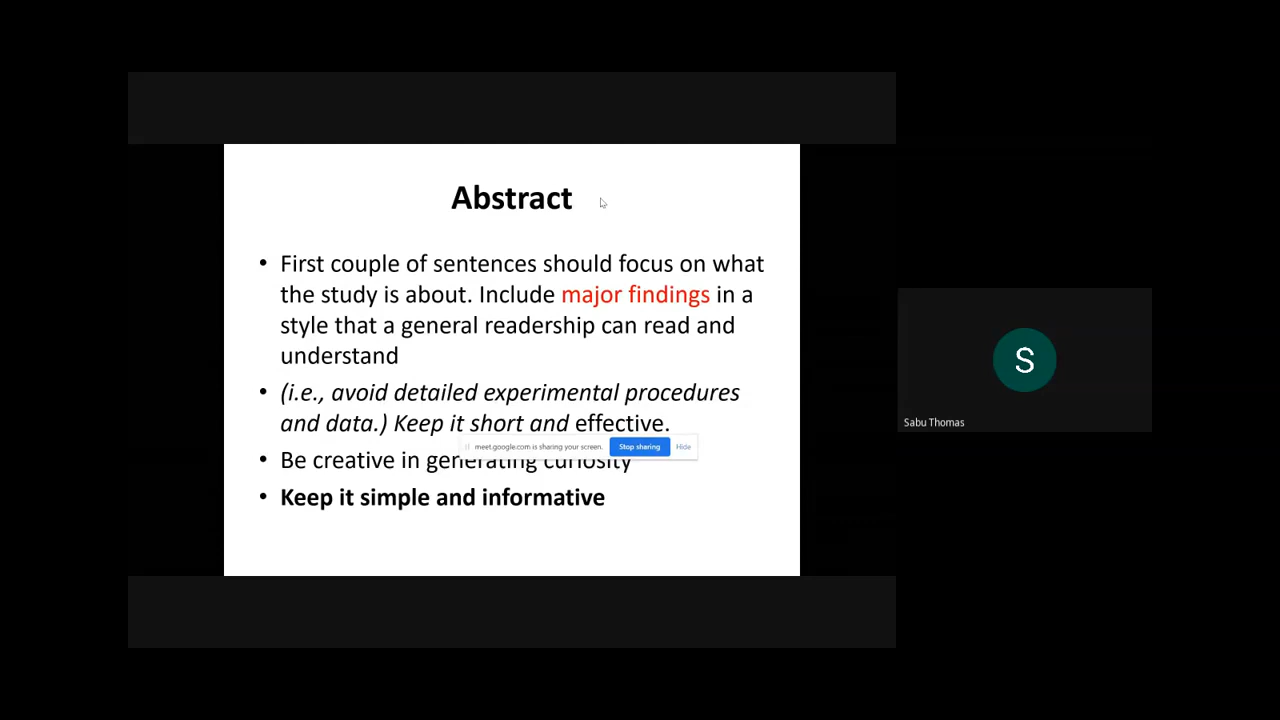 Abstract
• First couple of sentences should focus on what
the study is about. Include major findings in a
style that a general readership can read and
understand
• (i.e., avoid detailed experimental procedures
and data.) Keep it short and effective.
meet.google.com is sharing your screen. Stop sharing Hide
• Be creative in generating curiosity
• Keep it simple and informative
S
Sabu Thomas